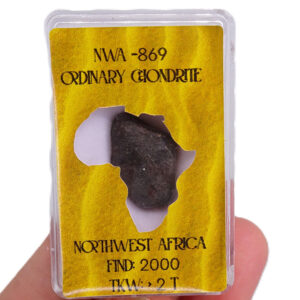 NWA -869
ORDINARY CHONDRITE
NORTHWEST AFRICA
FIND: 2000
TKW: > 2 T